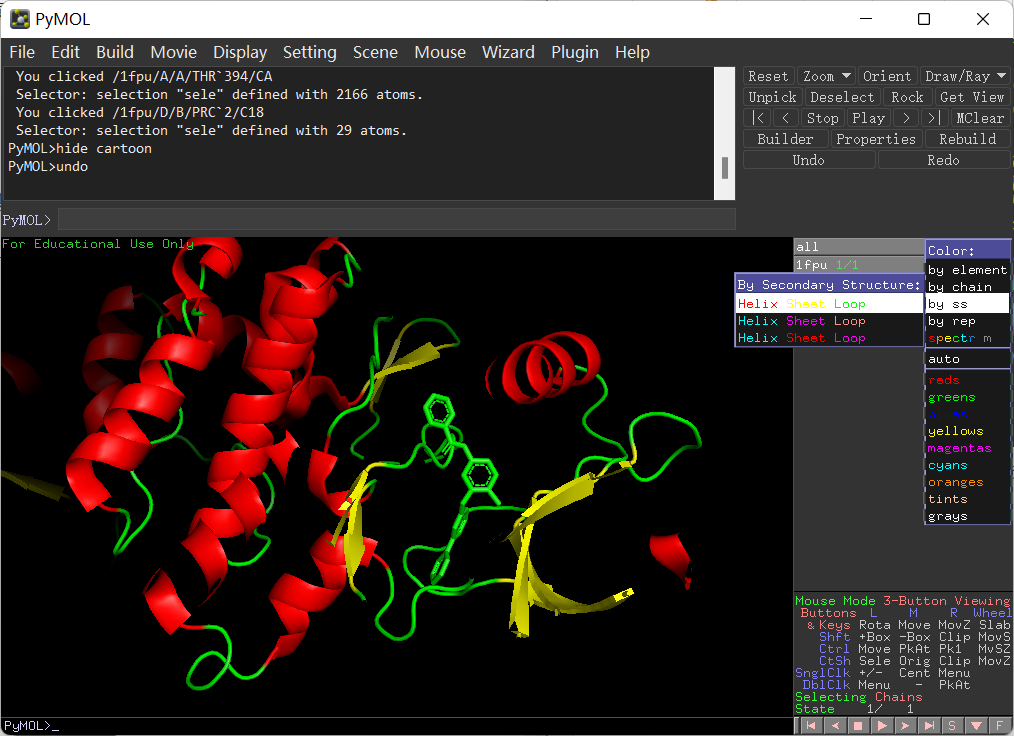 PyMOL
File Edit Build Movie Display Setting Scene Mouse Wizard Plugin Help
You clicked /1fpu/A/A/THR`394/CA
Selector: selection "sele" defined with 2166 atoms.
You clicked /1fpu/D/B/PRC`2/C18
Selector: selection "sele" defined with 29 atoms.
PyMOL>hide cartoon
PyMOL>undo
PyMOL>
Reset Zoom Orient Draw/Ray
Unpick Deselect Rock Get View
|< < Stop Play > >| MClear
Builder Properties Rebuild
Undo Redo
For Educational Use Only
all
1fpu 1/1
Color:
by element
by chain
by ss
by rep
spectrm
auto
reds
greens
yellows
magentas
cyans
oranges
tints
grays
By Secondary Structure:
Helix Sheet Loop
Helix Sheet Loop
Helix Sheet Loop
Mouse Mode 3-Button Viewing
Buttons L M R Wheel
& Keys Rota Move MovZ Slab
Shft +Box -Box Clip MovS
Ctrl Move PkAt Pk1 MvSZ
CtSh Sele Orig Clip MovZ
SnglClk +/- Cent Menu
DblClk Menu - PkAt
Selecting Chains
State 1/ 1
PyMOL>_
S F